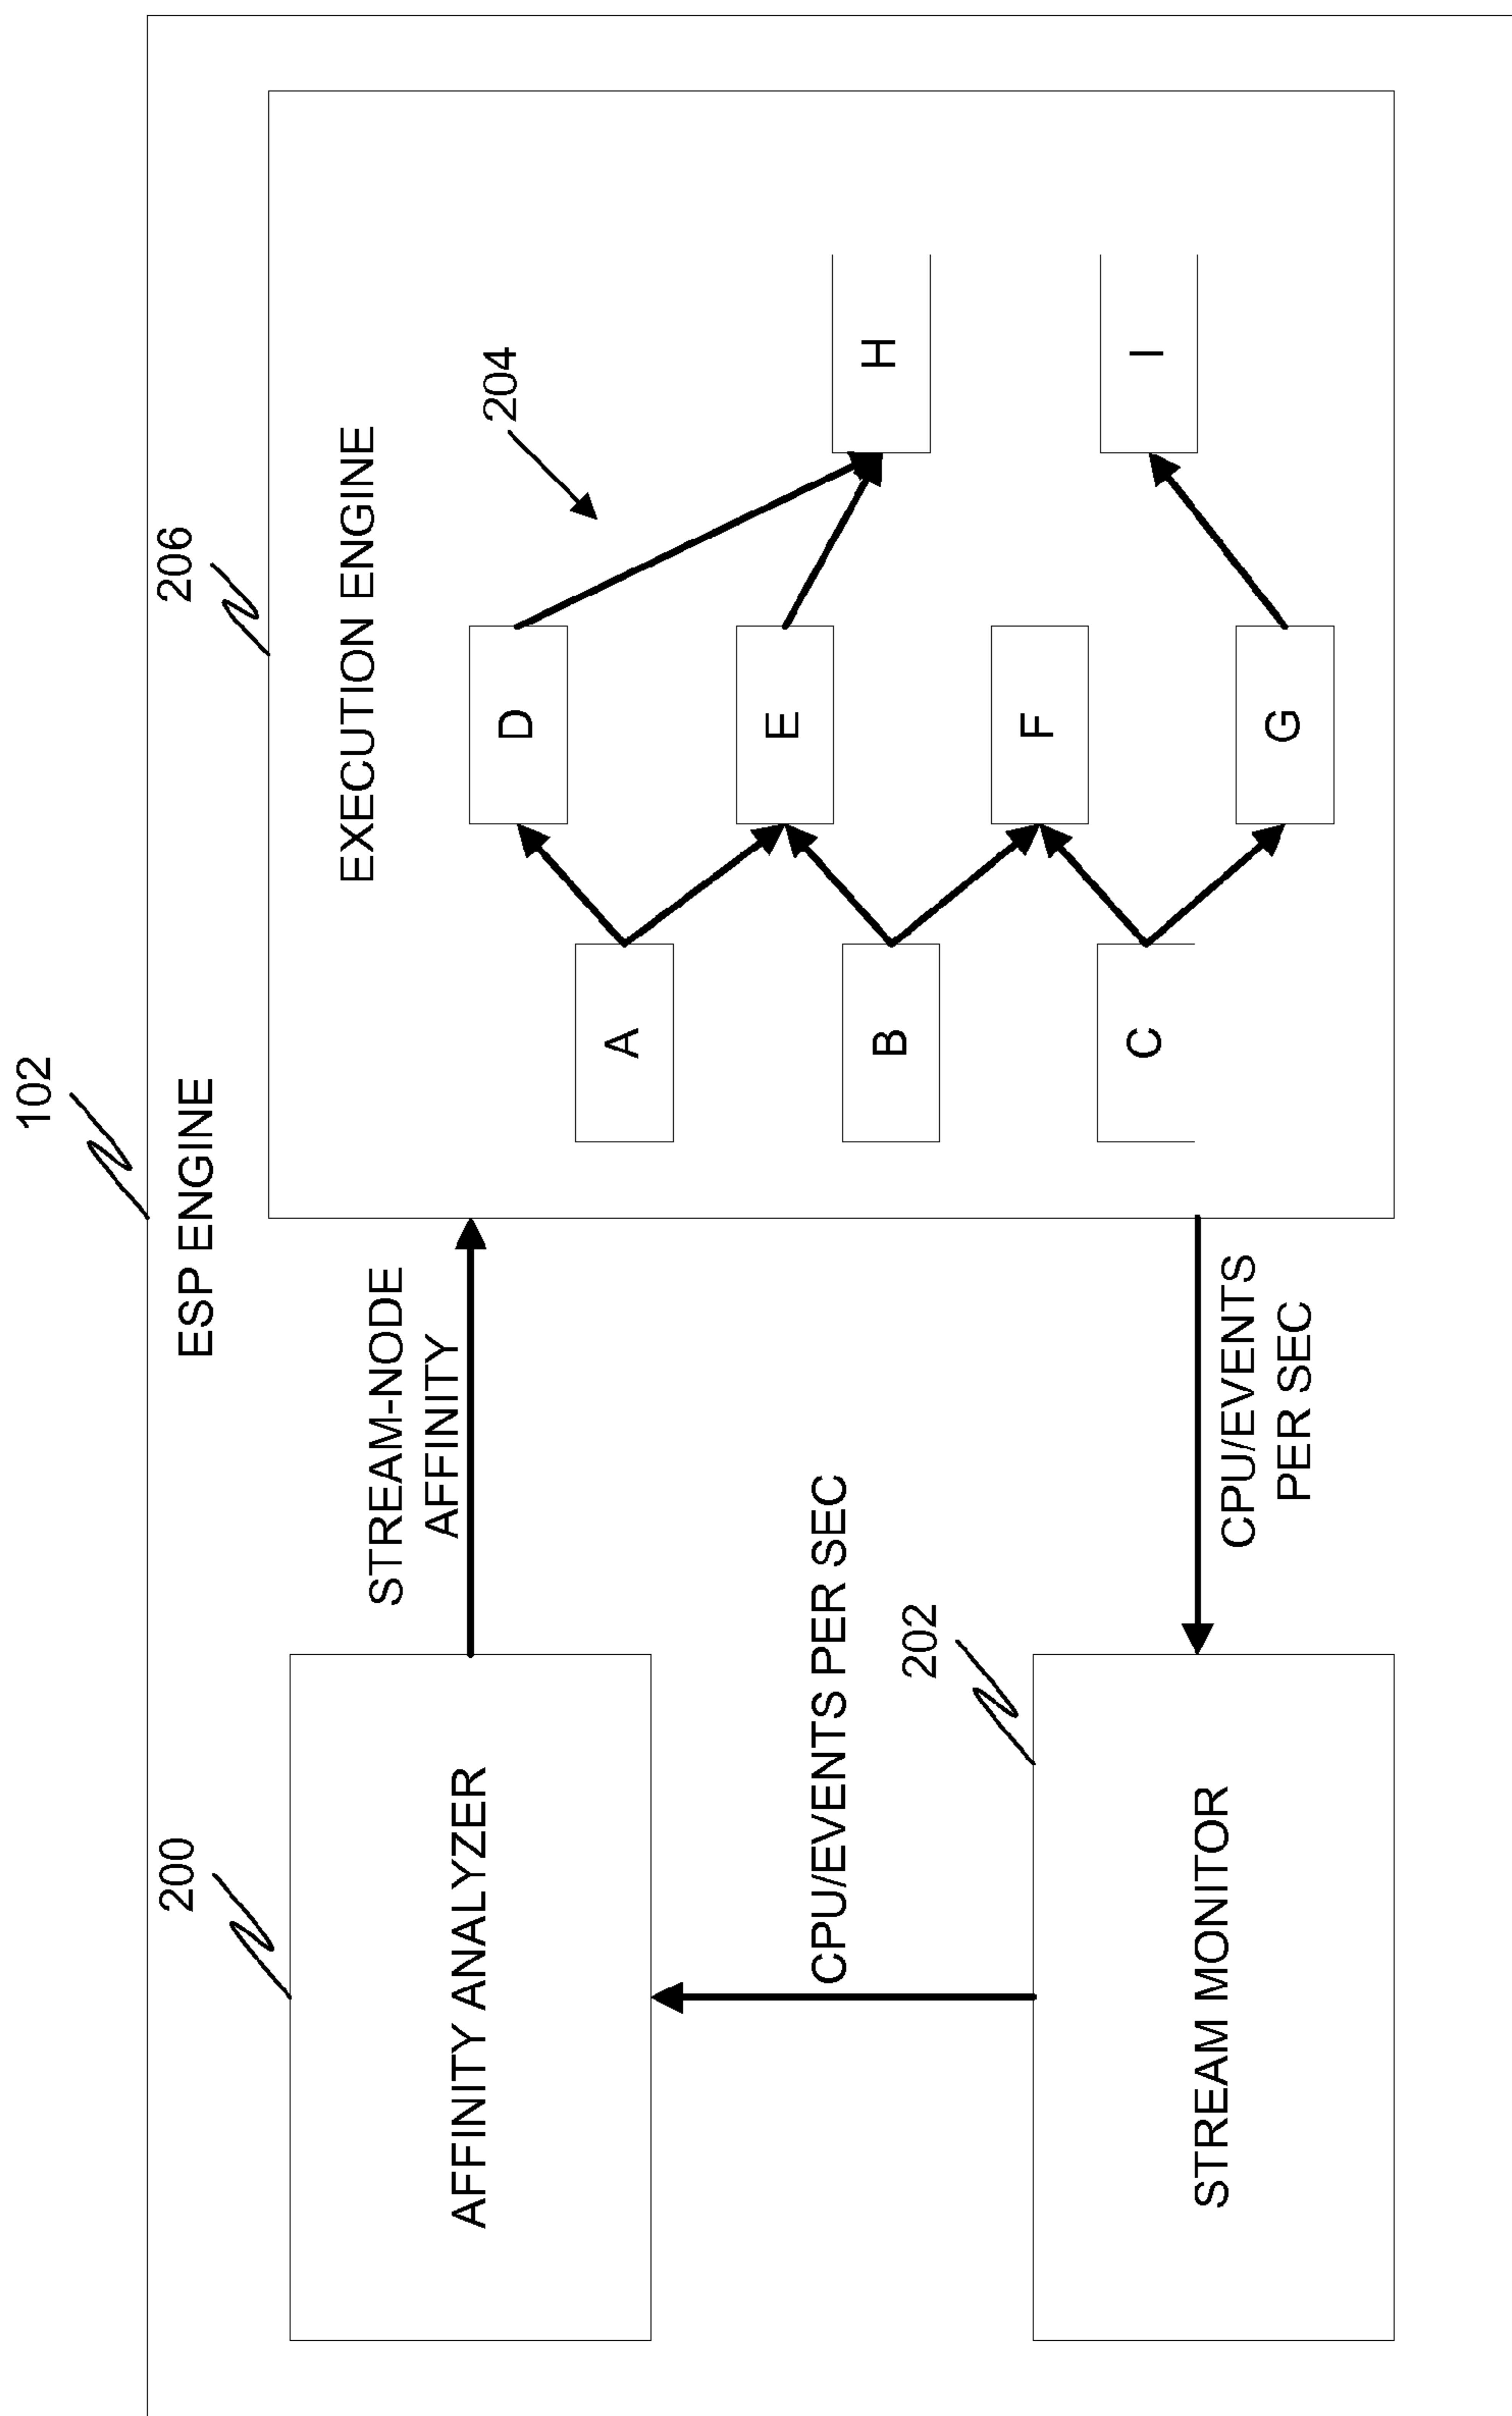 102
ESP ENGINE
200
AFFINITY ANALYZER
STREAM-NODE
AFFINITY
206
EXECUTION ENGINE
204
A
D
B
E
H
C
F
G
I
CPU/EVENTS PER SEC
202
STREAM MONITOR
CPU/EVENTS
PER SEC